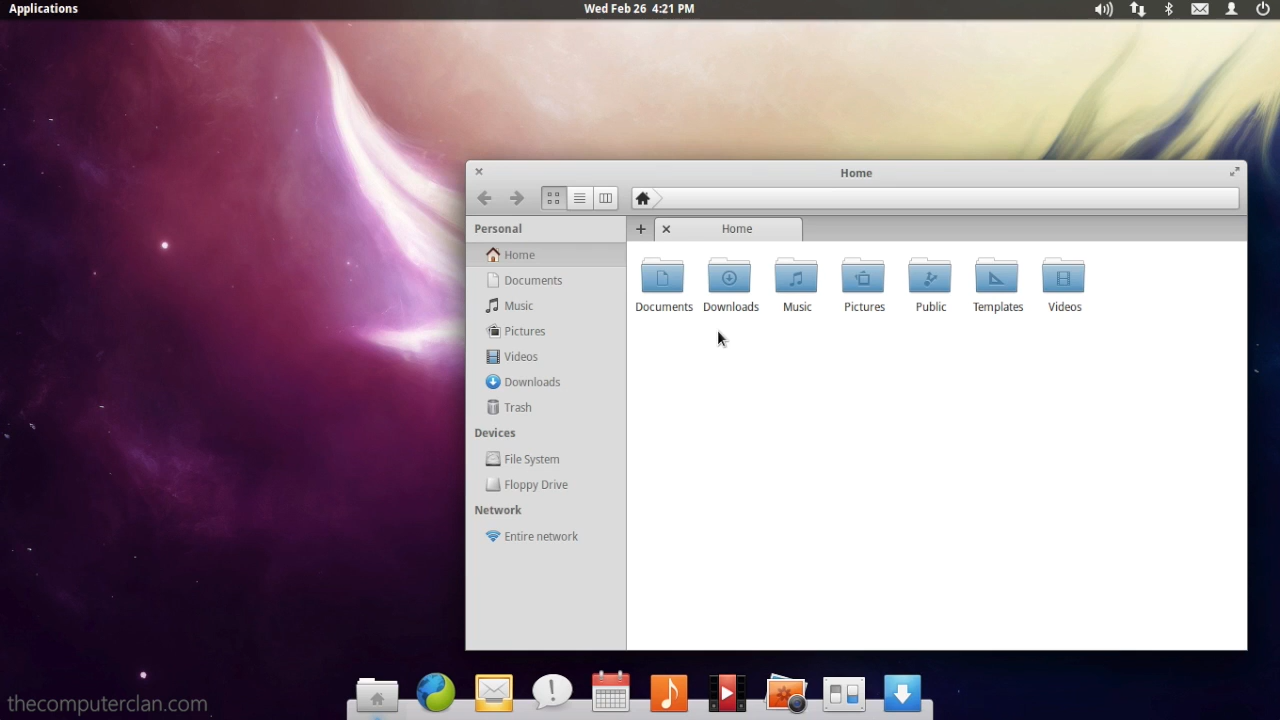 Applications
Wed Feb 26 4:21 PM
Home
Personal
Home
Home
Documents
Music
Pictures
Videos
Downloads
Trash
Devices
File System
Floppy Drive
Network
Entire network
Documents
Downloads
Music
Pictures
Public
Templates
Videos
thecomputerclan.com